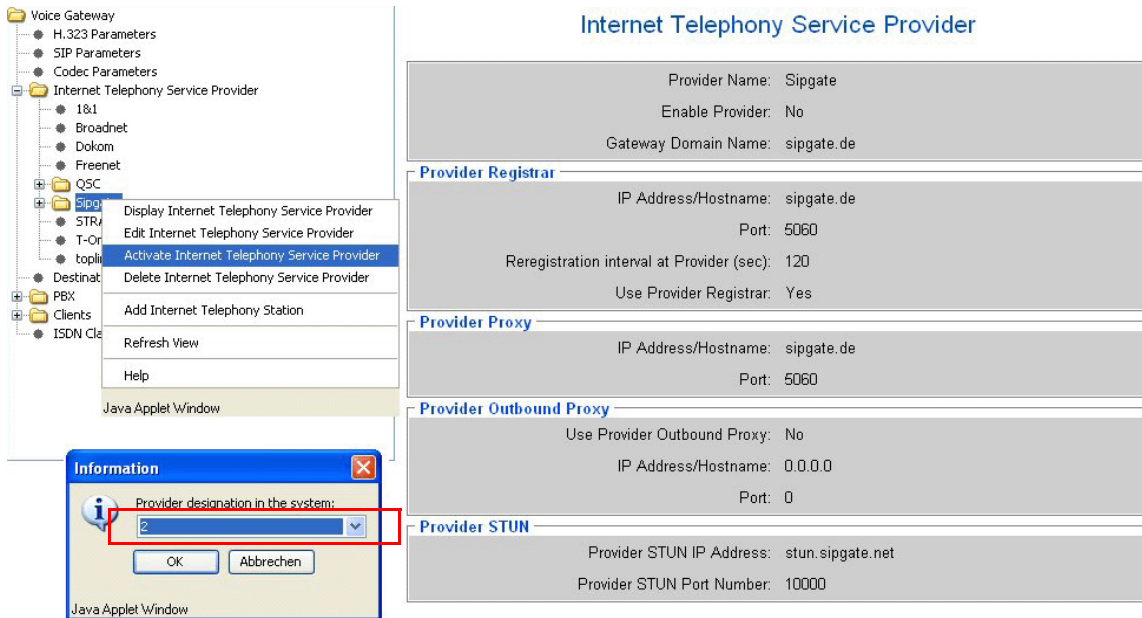 Voice Gateway
H.323 Parameters
SIP Parameters
Codec Parameters
Internet Telephony Service Provider
1&1
Broadnet
Dokom
Freenet
QSC
Sipg
STRA
T-Or
topli
Destinat
PBX
Clients
ISDN Cla
Display Internet Telephony Service Provider
Edit Internet Telephony Service Provider
Activate Internet Telephony Service Provider
Delete Internet Telephony Service Provider
Add Internet Telephony Station
Refresh View
Help
Java Applet Window
Information
Provider designation in the system:
2
OK Abbrechen
Java Applet Window
Internet Telephony Service Provider
Provider Name: Sipgate
Enable Provider: No
Gateway Domain Name: sipgate.de
Provider Registrar
IP Address/Hostname: sipgate.de
Port: 5060
Reregistration interval at Provider (sec): 120
Use Provider Registrar: Yes
Provider Proxy
IP Address/Hostname: sipgate.de
Port: 5060
Provider Outbound Proxy
Use Provider Outbound Proxy: No
IP Address/Hostname: 0.0.0.0
Port: 0
Provider STUN
Provider STUN IP Address: stun.sipgate.net
Provider STUN Port Number: 10000